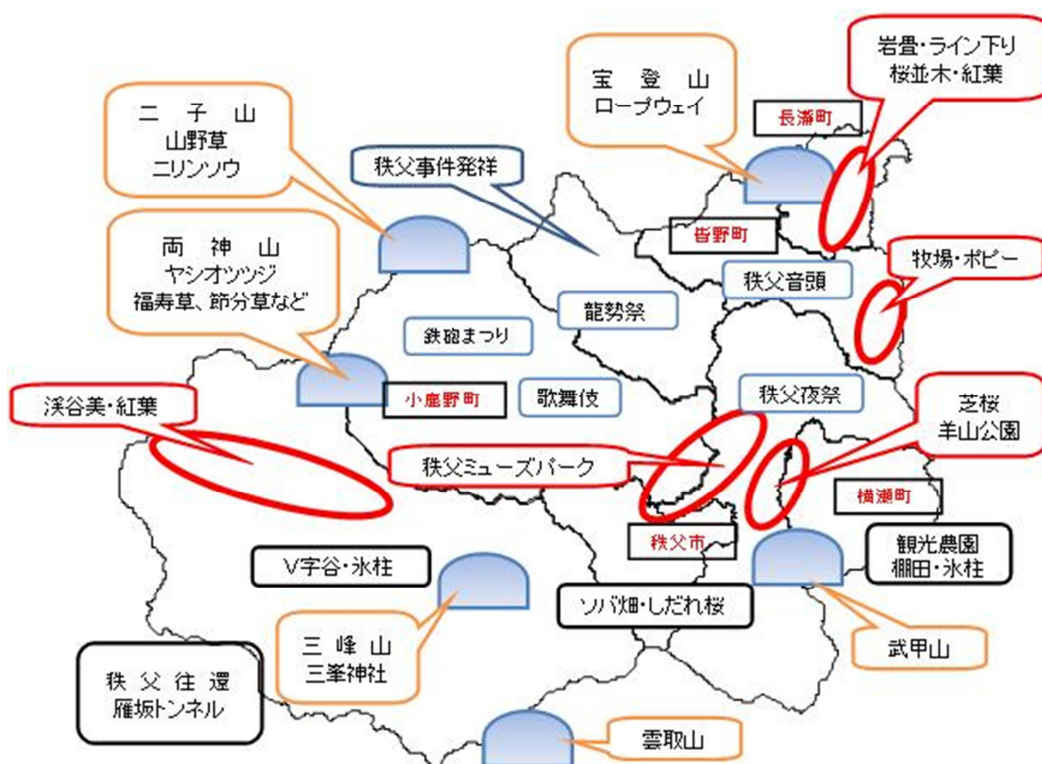 岩畳・ライン下り
桜並木・紅葉
宝登山
ロープウェイ
長瀞町
二子山
山野草
ニリンソウ
秩父事件発祥
皆野町
両神山
ヤシオツツジ
福寿草、節分草など
秩父音頭
牧場・ポピー
龍勢祭
鉄砲まつり
渓谷美・紅葉
小鹿野町
歌舞伎
秩父夜祭
芝桜
羊山公園
秩父ミューズパーク
横瀬町
秩父市
観光農園
棚田・氷柱
V字谷・氷柱
ソバ畑・しだれ桜
三峰山
三峯神社
武甲山
秩父往還
雁坂トンネル
雲取山